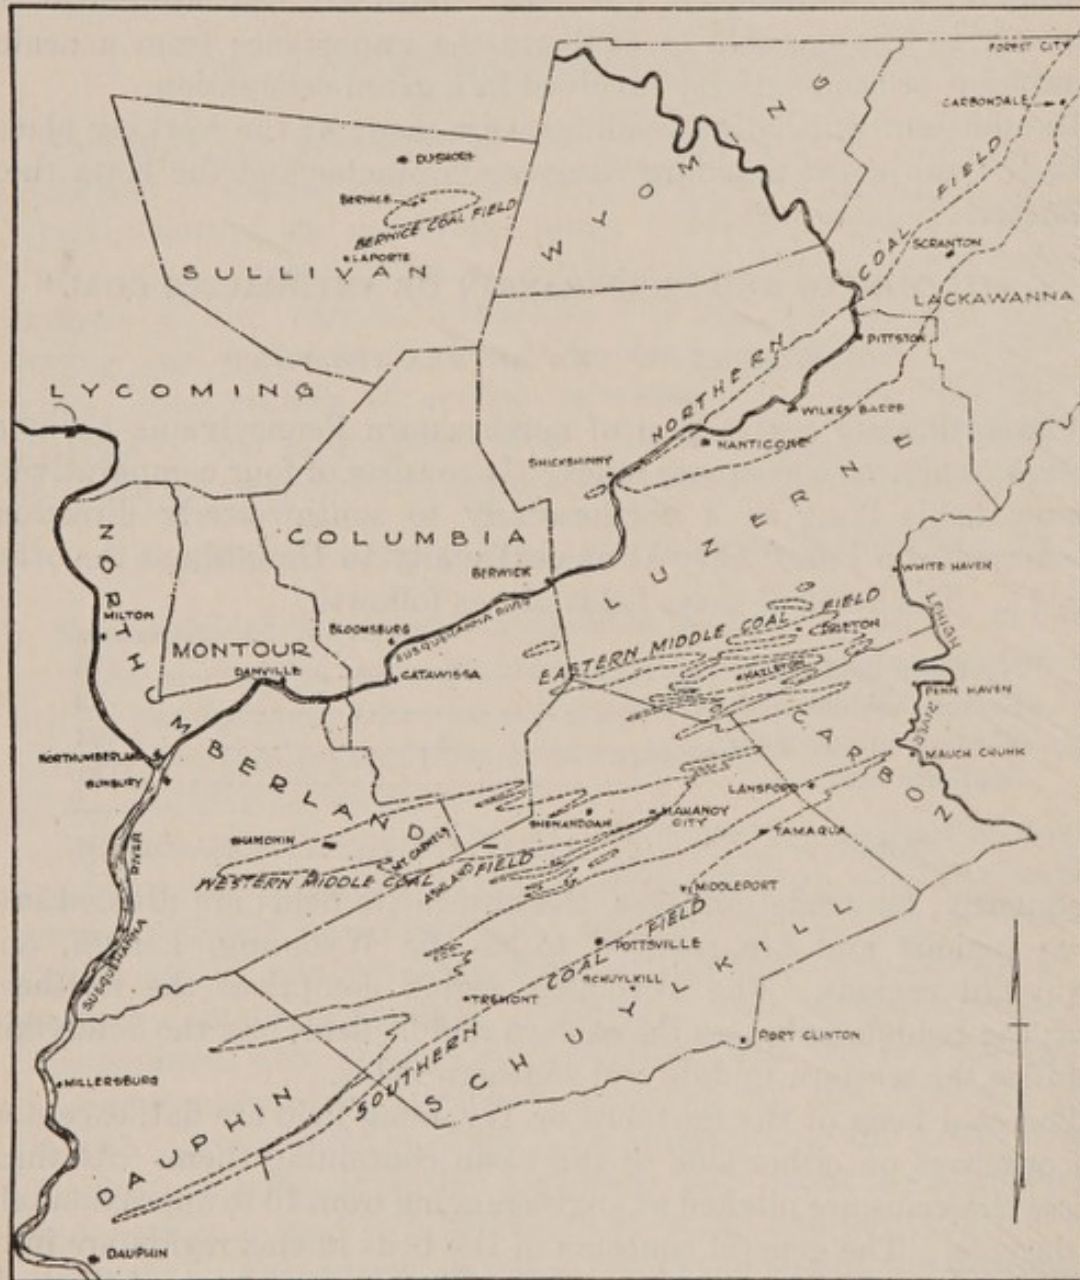 FOREST CITY
CARBONDALE
WYOMING
DUSHORE
BERNICE
BERNICE COAL FIELD
LAPORTE
SULLIVAN
COAL FIELD
SCRANTON
LACKAWANNA
PITTSTON
NORTHERN
LYCOMING
WILKES BARRE
NANTICOKE
SHICKSHINNY
LUZERNE
COLUMBIA
BERWICK
WHITE HAVEN
LEHIGH
RIVER
NORTHUMBERLAND
MILTON
MONTOUR
BLOOMSBURG
SUSQUEHANNA RIVER
DANVILLE
CATAWISSA
EASTERN MIDDLE COAL FIELD
HAZLETON
PENN HAVEN
CARBON
MAUCH CHUNK
NORTHUMBERLAND
SUNBURY
LANSFORD
SHENANDOAH
MAHANOY
CITY
TAMAQUA
SHAMOKIN
MT. CARMEL
ASHLAND
WESTERN MIDDLE COAL FIELD
MIDDLEPORT
POTTSVILLE
SCHUYLKILL
SUSQUEHANNA
RIVER
TREMONT
SOUTHERN COAL FIELD
SCHUYLKILL
PORT CLINTON
MILLERSBURG
DAUPHIN
DAUPHIN